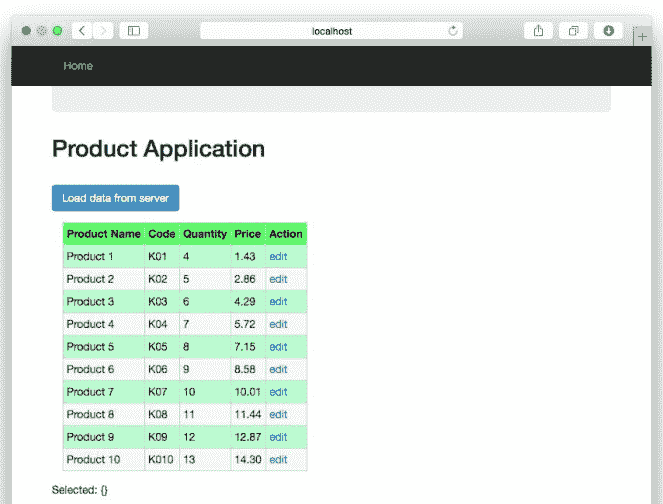 localhost
Home
Product Application
Load data from server
Product Name Code Quantity Price Action
Product 1 K01 4 1.43 edit
Product 2 K02 5 2.86 edit
Product 3 K03 6 4.29 edit
Product 4 K04 7 5.72 edit
Product 5 K05 8 7.15 edit
Product 6 K06 9 8.58 edit
Product 7 K07 10 10.01 edit
Product 8 K08 11 11.44 edit
Product 9 K09 12 12.87 edit
Product 10 K010 13 14.30 edit
Selected: {}